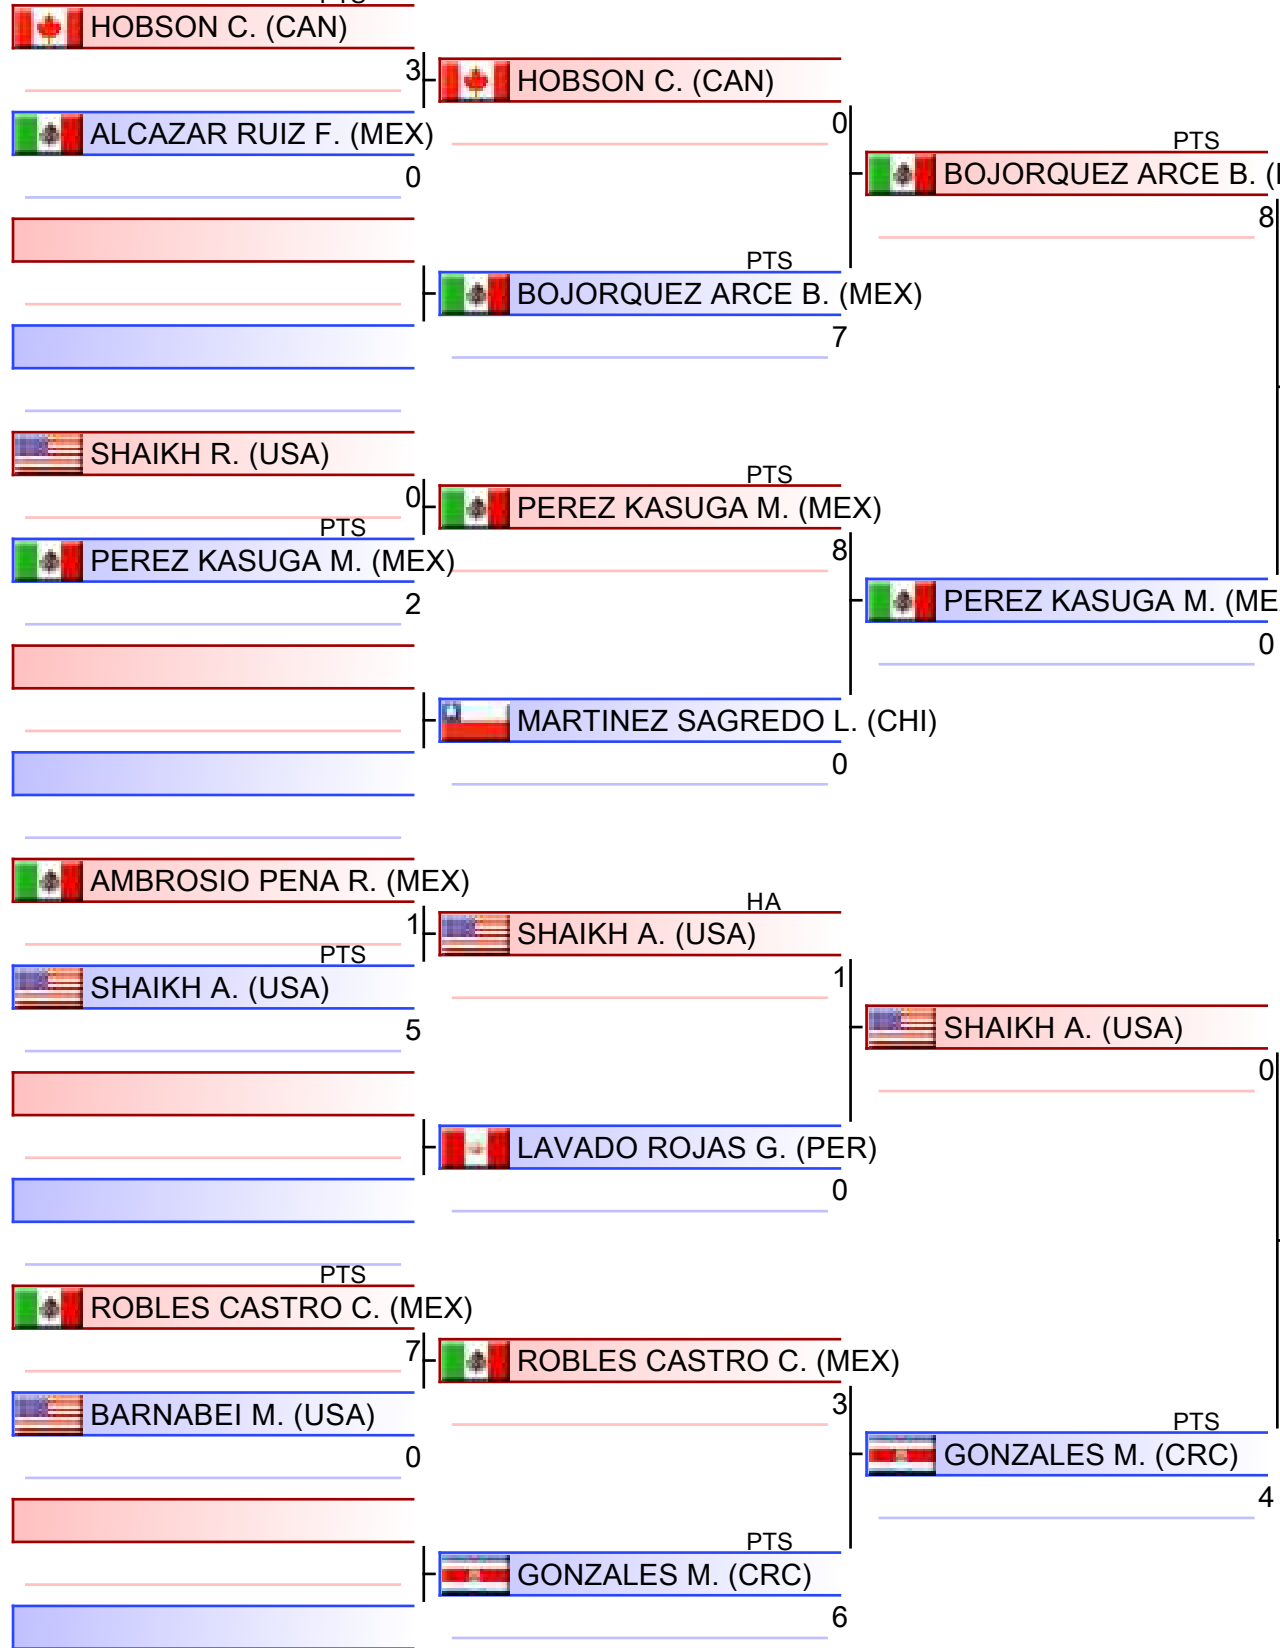 HOBSON C. (CAN)
3
ALCAZAR RUIZ F. (MEX)
0
SHAIKH R. (USA)
0
PTS
PEREZ KASUGA M. (MEX)
2
AMBROSIO PENA R. (MEX)
1
PTS
SHAIKH A. (USA)
5
PTS
ROBLES CASTRO C. (MEX)
7
BARNABEI M. (USA)
0
HOBSON C. (CAN)
0
PTS
BOJORQUEZ ARCE B. (MEX)
7
PTS
PEREZ KASUGA M. (MEX)
8
MARTINEZ SAGREDO L. (CHI)
0
HA
SHAIKH A. (USA)
1
LAVADO ROJAS G. (PER)
0
ROBLES CASTRO C. (MEX)
3
PTS
GONZALES M. (CRC)
6
PTS
BOJORQUEZ ARCE B. (
8
PEREZ KASUGA M. (ME
0
SHAIKH A. (USA)
0
PTS
GONZALES M. (CRC)
4